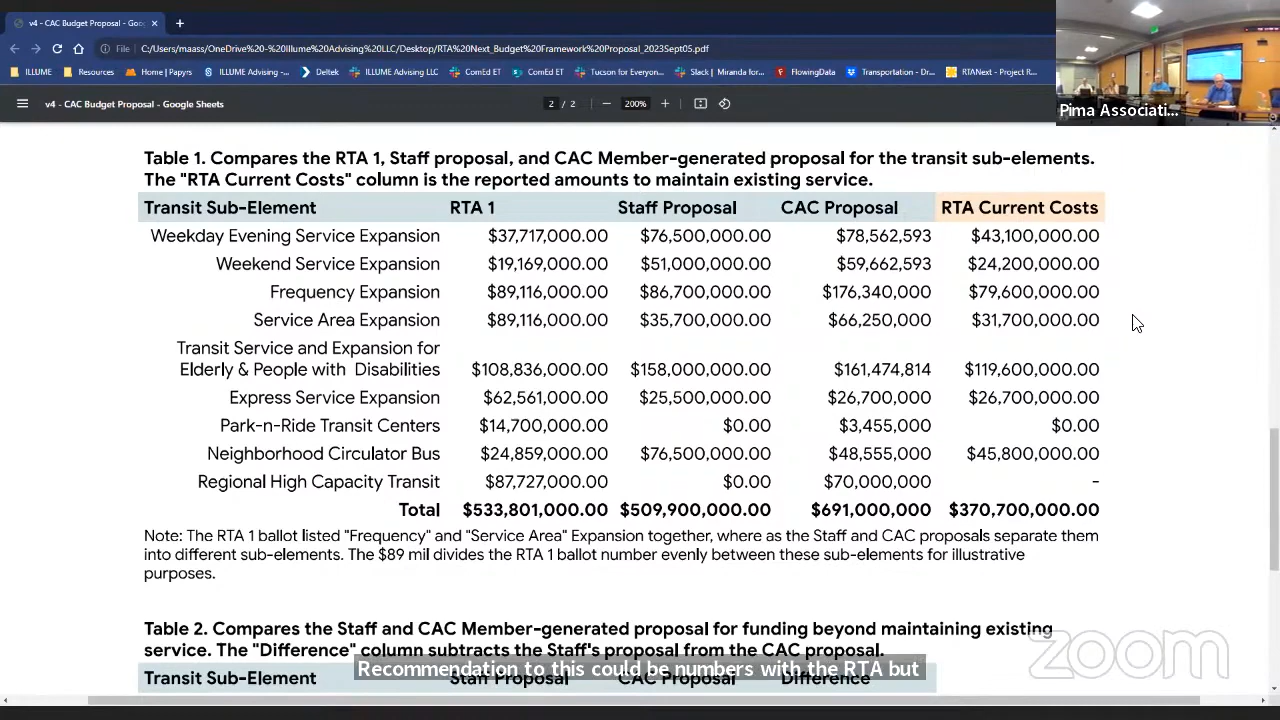 v4 - CAC Budget Proposal - Goo
File
C:/Users/maass/OneDrive%20-%20Illume%20Advising%20LLC/Desktop/RTA%20Next_Budget%20Framework%20Proposal_2023Sept05.pdf
ILLUME Resources Home | Papyrs ILLUME Advising -... Deltek ILLUME Advising LLC ComEd ET ComEd ET Tucson for Everyon... Slack | Miranda for... FlowingData Transportation - Dr... RTANext - Project R...
Pima Associati...
v4 - CAC Budget Proposal - Google Sheets 2 / 2 200%
Table 1. Compares the RTA 1, Staff proposal, and CAC Member-generated proposal for the transit sub-elements.
The "RTA Current Costs" column is the reported amounts to maintain existing service.
Transit Sub-Element RTA 1 Staff Proposal CAC Proposal RTA Current Costs
Weekday Evening Service Expansion $37,717,000.00 $76,500,000.00 $78,562,593 $43,100,000.00
Weekend Service Expansion $19,169,000.00 $51,000,000.00 $59,662,593 $24,200,000.00
Frequency Expansion $89,116,000.00 $86,700,000.00 $176,340,000 $79,600,000.00
Service Area Expansion $89,116,000.00 $35,700,000.00 $66,250,000 $31,700,000.00
Transit Service and Expansion for
Elderly & People with Disabilities $108,836,000.00 $158,000,000.00 $161,474,814 $119,600,000.00
Express Service Expansion $62,561,000.00 $25,500,000.00 $26,700,000 $26,700,000.00
Park-n-Ride Transit Centers $14,700,000.00 $0.00 $3,455,000 $0.00
Neighborhood Circulator Bus $24,859,000.00 $76,500,000.00 $48,555,000 $45,800,000.00
Regional High Capacity Transit $87,727,000.00 $0.00 $70,000,000 -
Total $533,801,000.00 $509,900,000.00 $691,000,000 $370,700,000.00
Note: The RTA 1 ballot listed "Frequency" and "Service Area" Expansion together, where as the Staff and CAC proposals separate them
into different sub-elements. The $89 mil divides the RTA 1 ballot number evenly between these sub-elements for illustrative
purposes.
Table 2. Compares the Staff and CAC Member-generated proposal for funding beyond maintaining existing
service. The "Difference" column subtracts the Staff's proposal from the CAC proposal.
Recommendation to this could be numbers with the RTA but
Transit Sub-Element Staff Proposal CAC Proposal Difference
zoom